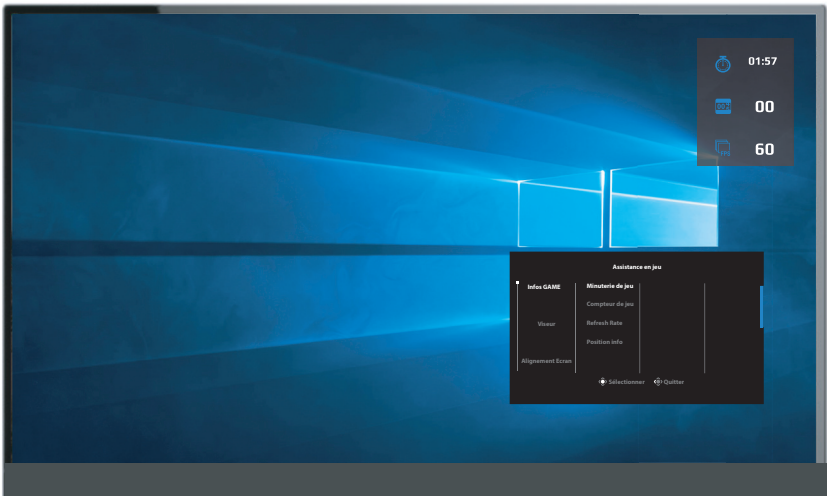 01:57
00
60
Assistance en jeu
Infos GAME
Minuterie de jeu
Compteur de jeu
Viseur
Refresh Rate
Position info
Alignement Ecran
Sélectionner Quitter